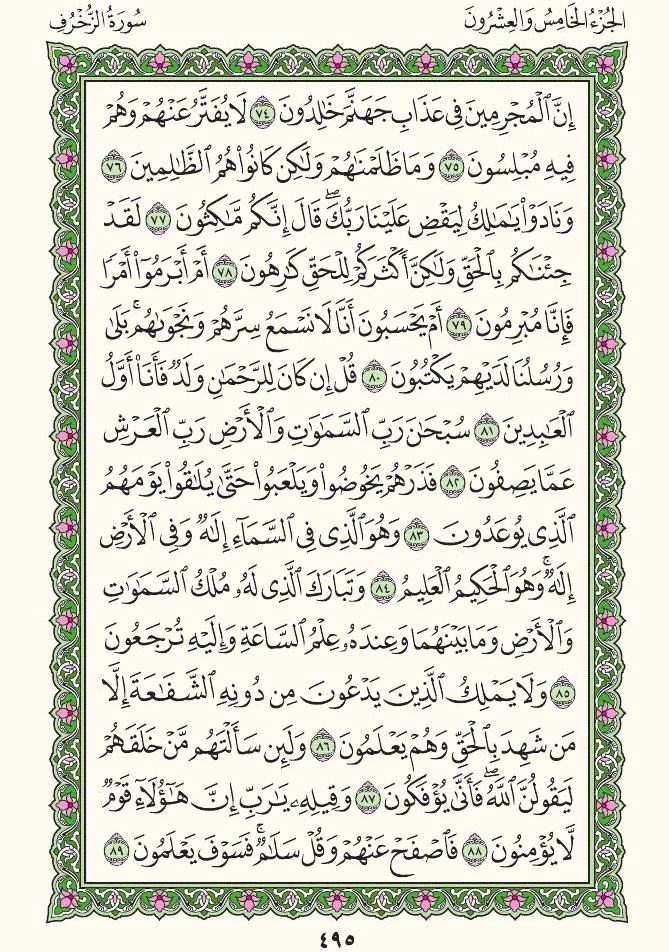 الجُزْءُ الخَامِسُ وَالعِشْرُونَ
سُورَةُ الزُّخْرُفِ
إِنَّ ٱلْمُجْرِمِينَ فِى عَذَابِ جَهَنَّمَ خَٰلِدُونَ ٧٤ لَا يُفَتَّرُ عَنْهُمْ وَهُمْ
فِيهِ مُبْلِسُونَ ٧٥ وَمَا ظَلَمْنَٰهُمْ وَلَٰكِن كَانُوا۟ هُمُ ٱلظَّٰلِمِينَ ٧٦
وَنَادَوْا۟ يَٰمَٰلِكُ لِيَقْضِ عَلَيْنَا رَبُّكَ ۖ قَالَ إِنَّكُم مَّٰكِثُونَ ٧٧ لَقَدْ
جِئْنَٰكُم بِٱلْحَقِّ وَلَٰكِنَّ أَكْثَرَكُمْ لِلْحَقِّ كَٰرِهُونَ ٧٨ أَمْ أَبْرَمُوٓا۟ أَمْرًا
فَإِنَّا مُبْرِمُونَ ٧٩ أَمْ يَحْسَبُونَ أَنَّا لَا نَسْمَعُ سِرَّهُمْ وَنَجْوَىٰهُم ۚ بَلَىٰ
وَرُسُلُنَا لَدَيْهِمْ يَكْتُبُونَ ٨٠ قُلْ إِن كَانَ لِلرَّحْمَٰنِ وَلَدٌ فَأَنَا۠ أَوَّلُ
ٱلْعَٰبِدِينَ ٨١ سُبْحَٰنَ رَبِّ ٱلسَّمَٰوَٰتِ وَٱلْأَرْضِ رَبِّ ٱلْعَرْشِ
عَمَّا يَصِفُونَ ٨٢ فَذَرْهُمْ يَخُوضُوا۟ وَيَلْعَبُوا۟ حَتَّىٰ يُلَٰقُوا۟ يَوْمَهُمُ
ٱلَّذِى يُوعَدُونَ ٨٣ وَهُوَ ٱلَّذِى فِى ٱلسَّمَآءِ إِلَٰهٌ وَفِى ٱلْأَرْضِ
إِلَٰهٌ ۚ وَهُوَ ٱلْحَكِيمُ ٱلْعَلِيمُ ٨٤ وَتَبَارَكَ ٱلَّذِى لَهُۥ مُلْكُ ٱلسَّمَٰوَٰتِ
وَٱلْأَرْضِ وَمَا بَيْنَهُمَا وَعِندَهُۥ عِلْمُ ٱلسَّاعَةِ وَإِلَيْهِ تُرْجَعُونَ
٨٥ وَلَا يَمْلِكُ ٱلَّذِينَ يَدْعُونَ مِن دُونِهِ ٱلشَّفَٰعَةَ إِلَّا
مَن شَهِدَ بِٱلْحَقِّ وَهُمْ يَعْلَمُونَ ٨٦ وَلَئِن سَأَلْتَهُم مَّنْ خَلَقَهُمْ
لَيَقُولُنَّ ٱللَّهُ ۖ فَأَنَّىٰ يُؤْفَكُونَ ٨٧ وَقِيلِهِۦ يَٰرَبِّ إِنَّ هَٰٓؤُلَآءِ قَوْمٌ
لَّا يُؤْمِنُونَ ٨٨ فَٱصْفَحْ عَنْهُمْ وَقُلْ سَلَٰمٌ ۚ فَسَوْفَ يَعْلَمُونَ ٨٩
٤٩٥